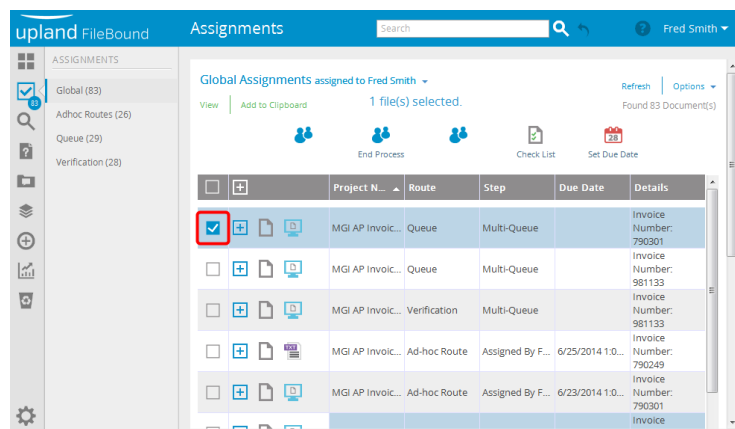 upland FileBound
Assignments
Search
Fred Smith
ASSIGNMENTS
Global (83)
83
Adhoc Routes (26)
Queue (29)
Verification (28)
Global Assignments assigned to Fred Smith
Refresh
Options
View
Add to Clipboard
1 file(s) selected.
Found 83 Document(s)
28
End Process
Check List
Set Due Date
Project N...
Route
Step
Due Date
Details
MGI AP Invoic...
Queue
Multi-Queue
Invoice
Number:
790301
MGI AP Invoic...
Queue
Multi-Queue
Invoice
Number:
981133
MGI AP Invoic...
Verification
Multi-Queue
Invoice
Number:
981133
TXT
MGI AP Invoic...
Ad-hoc Route
Assigned By F...
6/25/2014 1:0...
Invoice
Number:
790249
MGI AP Invoic...
Ad-hoc Route
Assigned By F...
6/23/2014 1:0...
Invoice
Number:
790301
Invoice